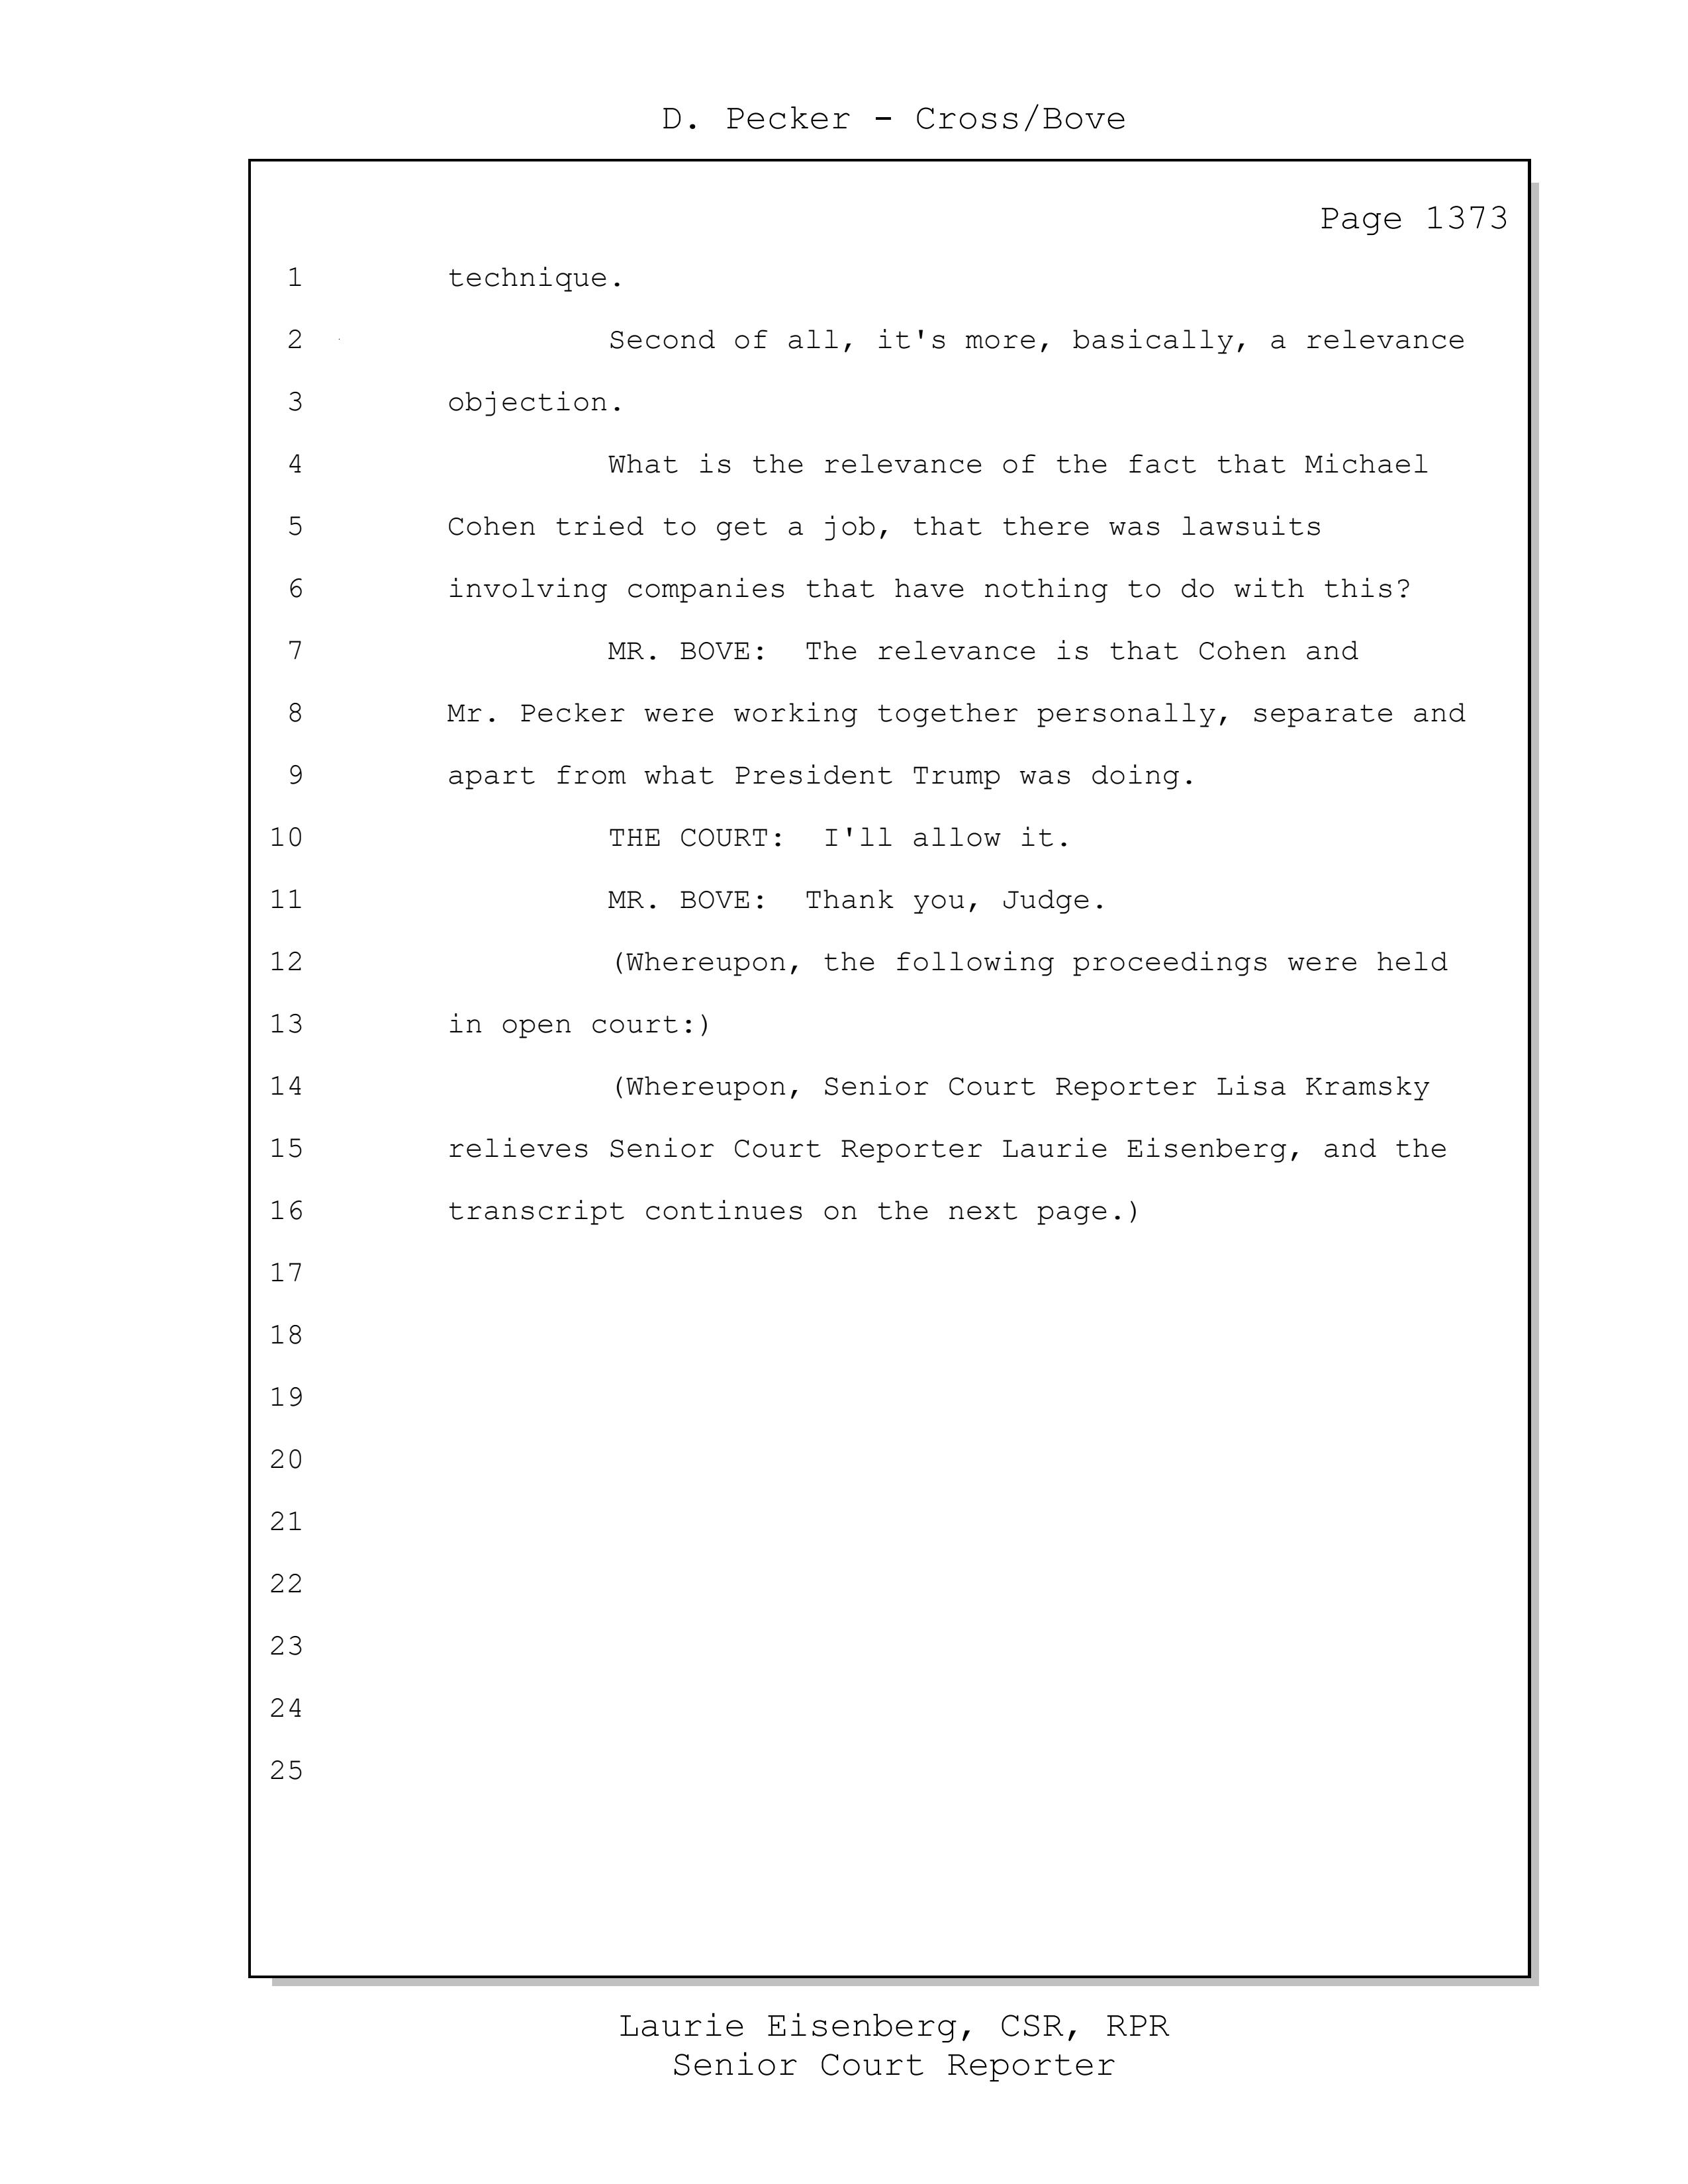 D. Pecker - Cross/Bove
Page 1373
1 technique.
2 Second of all, it's more, basically, a relevance
3 objection.
4 What is the relevance of the fact that Michael
5 Cohen tried to get a job, that there was lawsuits
6 involving companies that have nothing to do with this?
7 MR. BOVE: The relevance is that Cohen and
8 Mr. Pecker were working together personally, separate and
9 apart from what President Trump was doing.
10 THE COURT: I'll allow it.
11 MR. BOVE: Thank you, Judge.
12 (Whereupon, the following proceedings were held
13 in open court:)
14 (Whereupon, Senior Court Reporter Lisa Kramsky
15 relieves Senior Court Reporter Laurie Eisenberg, and the
16 transcript continues on the next page.)
17
18
19
20
21
22
23
24
25
Laurie Eisenberg, CSR, RPR
Senior Court Reporter